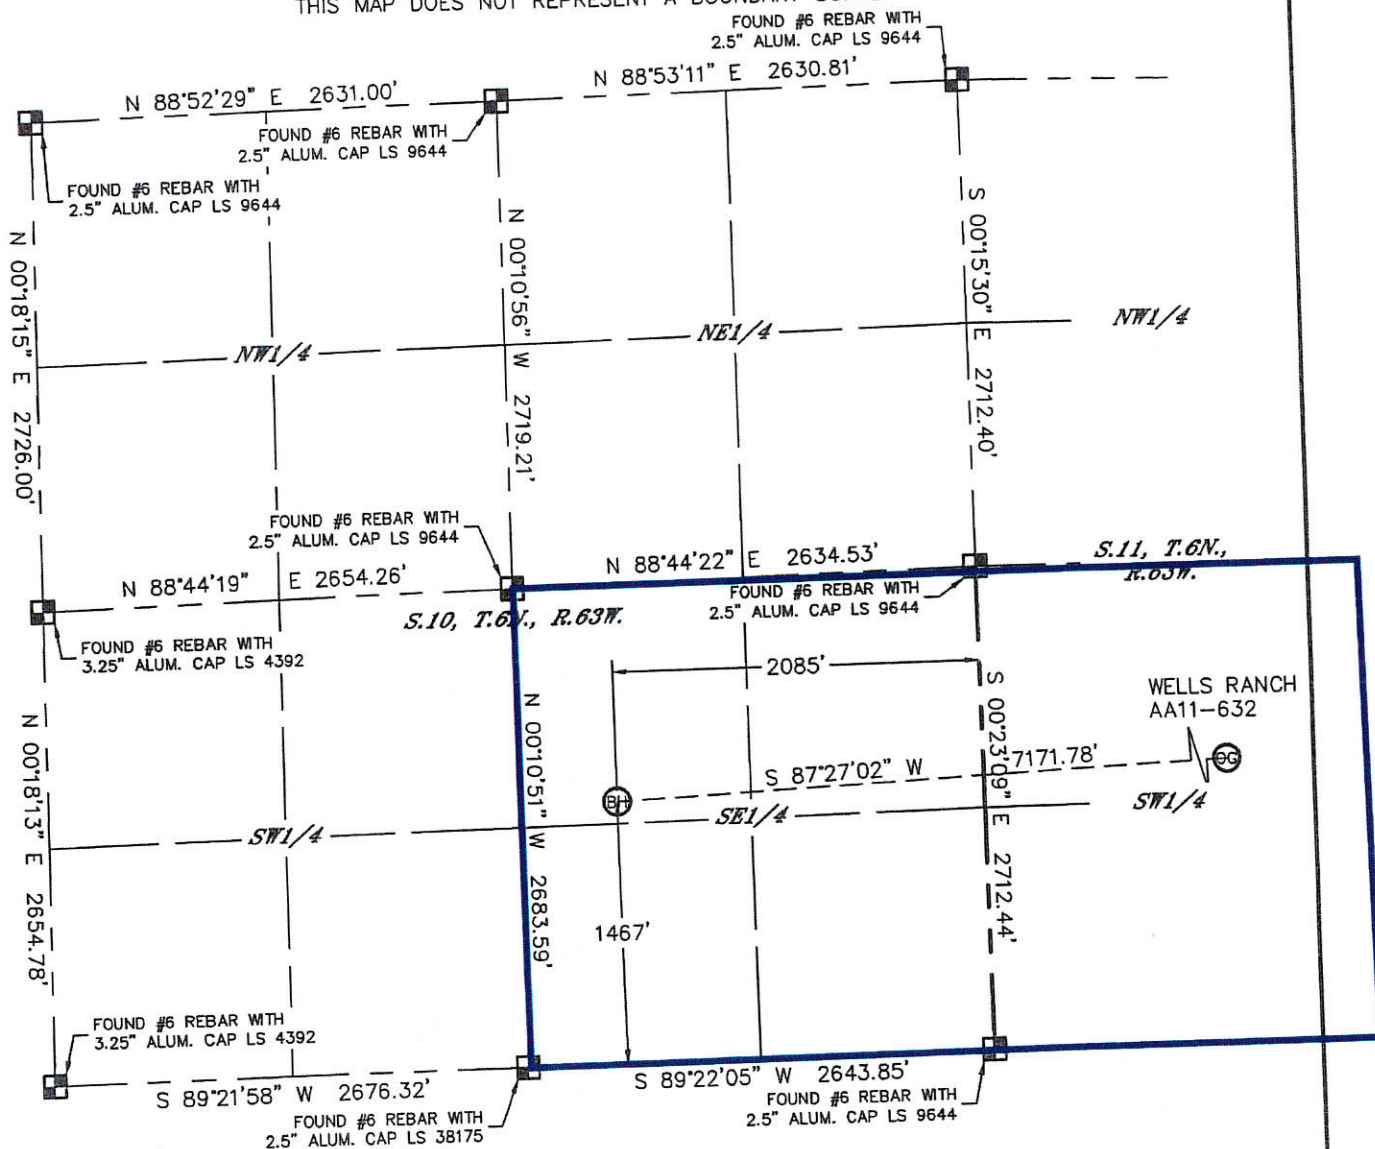 THIS MAP DOES NOT REPRESENT A BOUNDARY
FOUND #6 REBAR WITH
2.5" ALUM. CAP LS 9644
N 88°52'29" E 2631.00'
N 88°53'11" E 2630.81'
FOUND #6 REBAR WITH
2.5" ALUM. CAP LS 9644
FOUND #6 REBAR WITH
2.5" ALUM. CAP LS 9644
N 00°18'15" E 2726.00'
N 00°10'56" W 2719.21'
S 00°15'30" E 2712.40'
NW1/4
NE1/4
NW1/4
FOUND #6 REBAR WITH
2.5" ALUM. CAP LS 9644
N 88°44'19" E 2654.26'
N 88°44'22" E 2634.53'
S.11, T.6N.,
R.63W.
FOUND #6 REBAR WITH
2.5" ALUM. CAP LS 9644
S.10, T.6N., R.63W.
FOUND #6 REBAR WITH
3.25" ALUM. CAP LS 4392
2085'
WELLS RANCH
AA11-632
N 00°18'13" E 2654.78'
N 00°10'51" W 2683.59'
S 00°23'09" E 2712.44'
S 87°27'02" W 7171.78'
OG
BH
SW1/4
SE1/4
SW1/4
1467'
FOUND #6 REBAR WITH
3.25" ALUM. CAP LS 4392
S 89°21'58" W 2676.32'
S 89°22'05" W 2643.85'
FOUND #6 REBAR WITH
2.5" ALUM. CAP LS 38175
FOUND #6 REBAR WITH
2.5" ALUM. CAP LS 9644